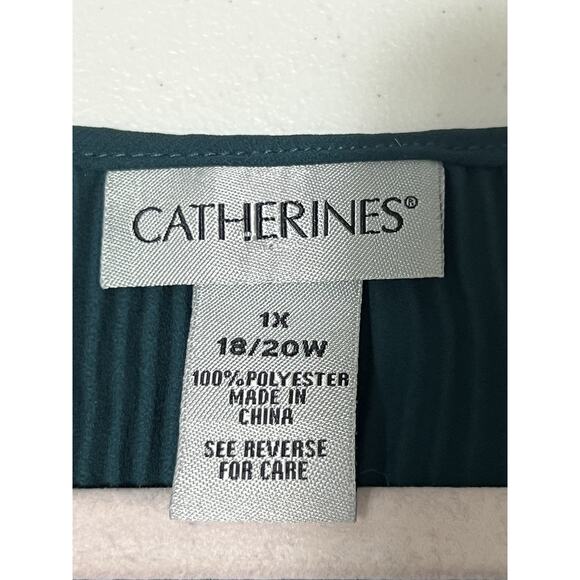 CATHERINES®
1X
18/20W
100%POLYESTER
MADE IN
CHINA
SEE REVERSE
FOR CARE